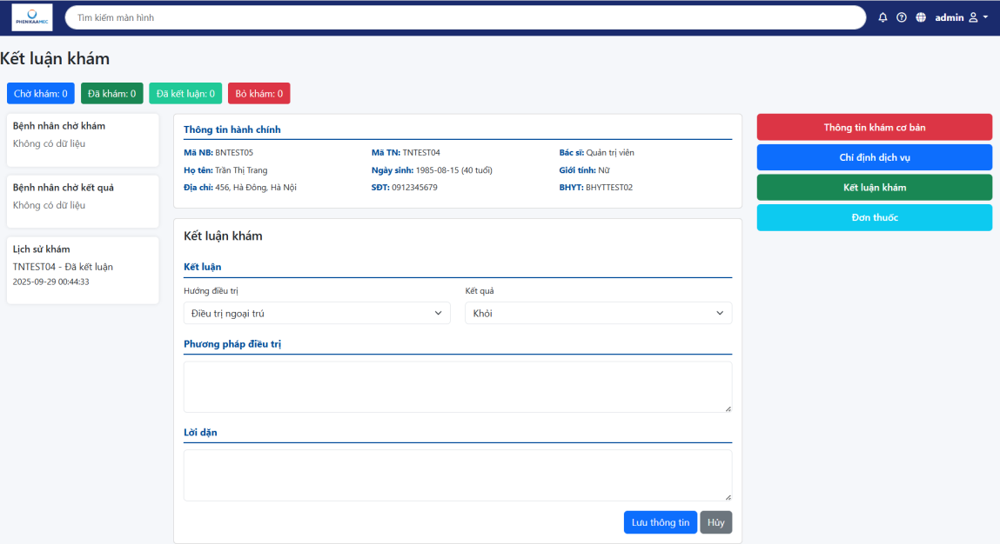 PHENIKAAMEC
Tìm kiếm màn hình
admin
Kết luận khám
Chờ khám: 0
Đã khám: 0
Đã kết luận: 0
Bỏ khám: 0
Bệnh nhân chờ khám
Không có dữ liệu
Bệnh nhân chờ kết quả
Không có dữ liệu
Lịch sử khám
TNTEST04 - Đã kết luận
2025-09-29 00:44:33
Thông tin hành chính
Mã NB: BNTEST05
Mã TN: TNTEST04
Bác sĩ: Quản trị viên
Họ tên: Trần Thị Trang
Ngày sinh: 1985-08-15 (40 tuổi)
Giới tính: Nữ
Địa chỉ: 456, Hà Đông, Hà Nội
SĐT: 0912345679
BHYT: BHYTTEST02
Kết luận khám
Kết luận
Hướng điều trị
Kết quả
Điều trị ngoại trú
Khỏi
Phương pháp điều trị
Lời dặn
Lưu thông tin
Hủy
Thông tin khám cơ bản
Chỉ định dịch vụ
Kết luận khám
Đơn thuốc